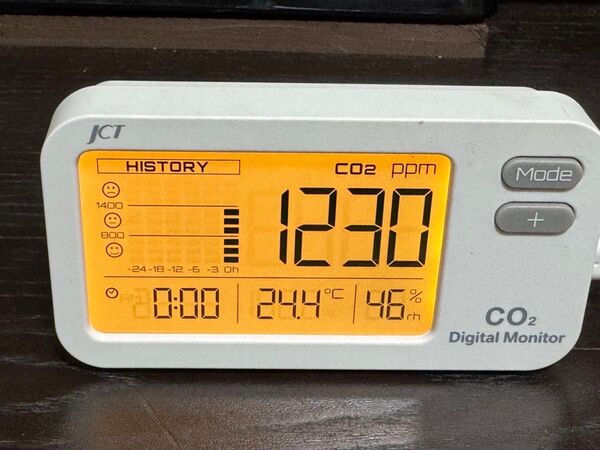 JCT
HISTORY
CO2 ppm
1230
1400
800
-24 -18 -12 -6 -3 0h
0:00 24.4 °C 46 % rh
Mode
+
CO₂
Digital Monitor